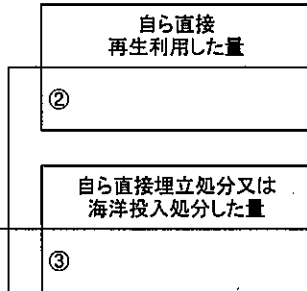 自ら直接
再生利用した量
②
自ら直接埋立処分又は
海洋投入処分した量
③